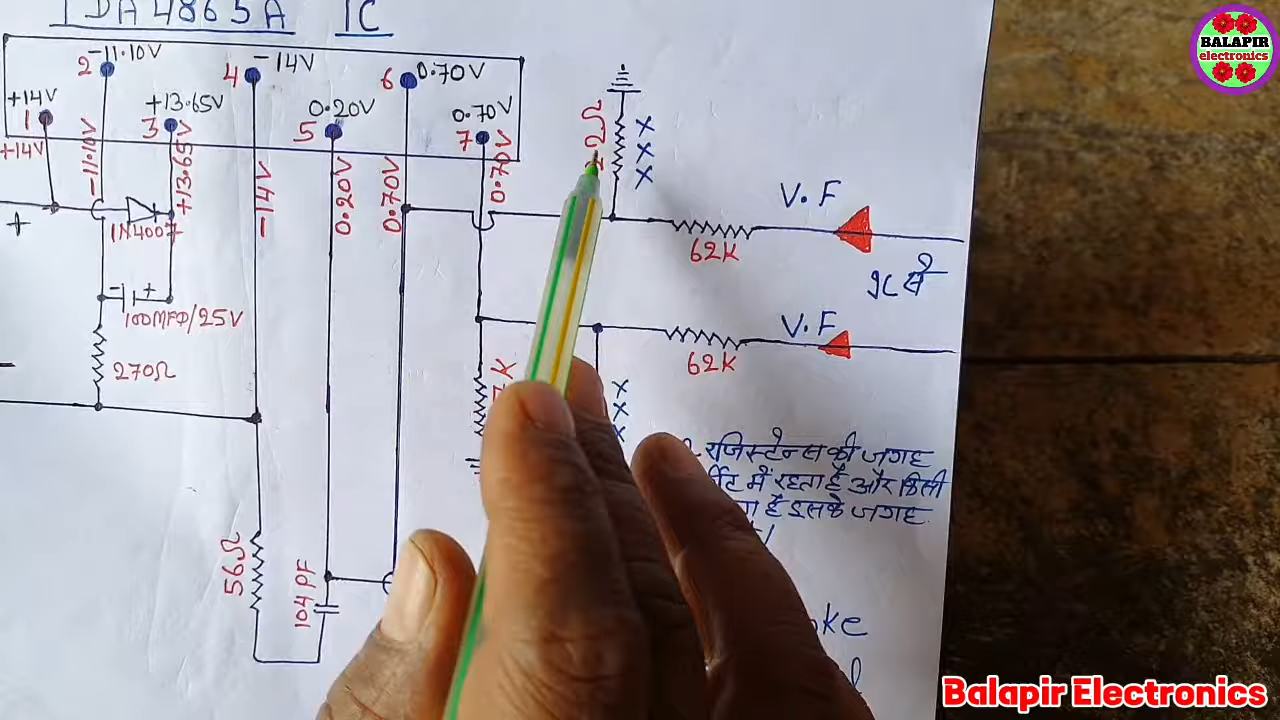 TDA4865A IC
-11.10V
2
-14V
4
6
0.70V
+14V
1
+14V
+13.65V
3
0.20V
5
0.70V
7
-11.10V
+13.65V
-14V
0.20V
0.70V
0.70V
+
1N4007
- +
100MFD/25V
270Ω
X
X
X
V.F
62K
IC से
V.F
62K
K
X
X
X
56Ω
104PF
रजिस्टेन्स की जगह
में रहता है और किसी
है इसके जगह
oke
BALAPIR
electronics
Balapir Electronics